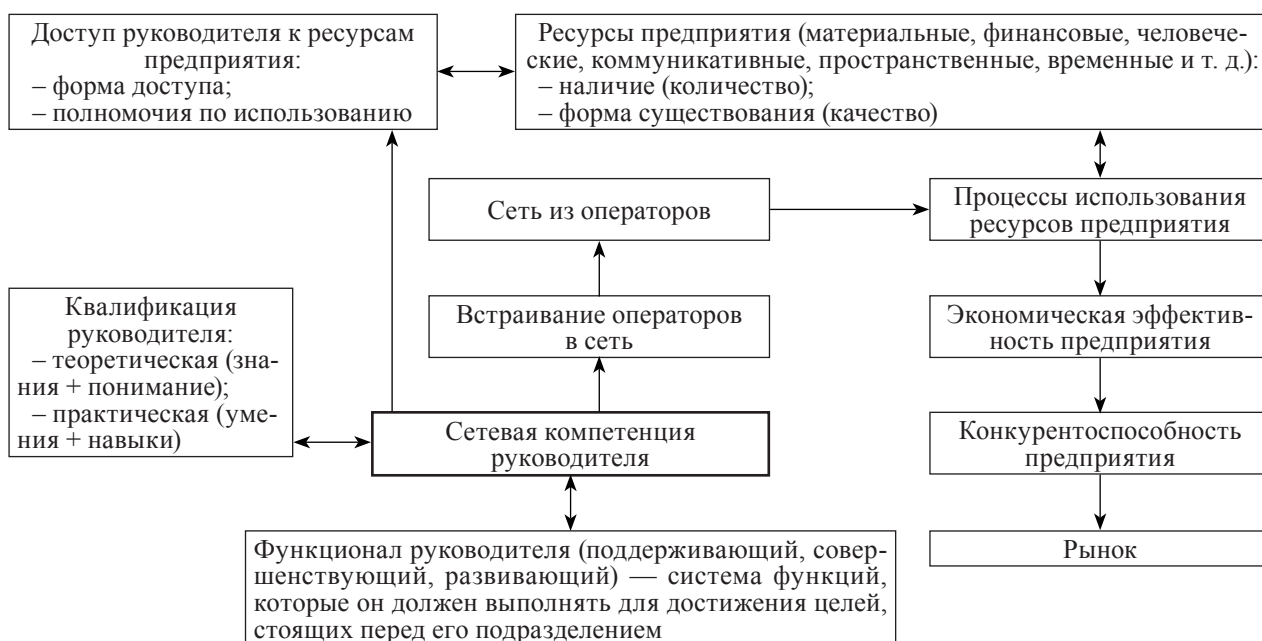 Доступ руководителя к ресурсам
предприятия:
– форма доступа;
– полномочия по использованию
Ресурсы предприятия (материальные, финансовые, человече-
ские, коммуникативные, пространственные, временные и т. д.):
– наличие (количество);
– форма существования (качество)
Сеть из операторов
Процессы использования
ресурсов предприятия
Квалификация
руководителя:
– теоретическая (зна-
ния + понимание);
– практическая (уме-
ния + навыки)
Встраивание операторов
в сеть
Экономическая эффектив-
ность предприятия
Сетевая компетенция
руководителя
Конкурентоспособность
предприятия
Функционал руководителя (поддерживающий, совер-
шенствующий, развивающий) — система функций,
которые он должен выполнять для достижения целей,
стоящих перед его подразделением
Рынок